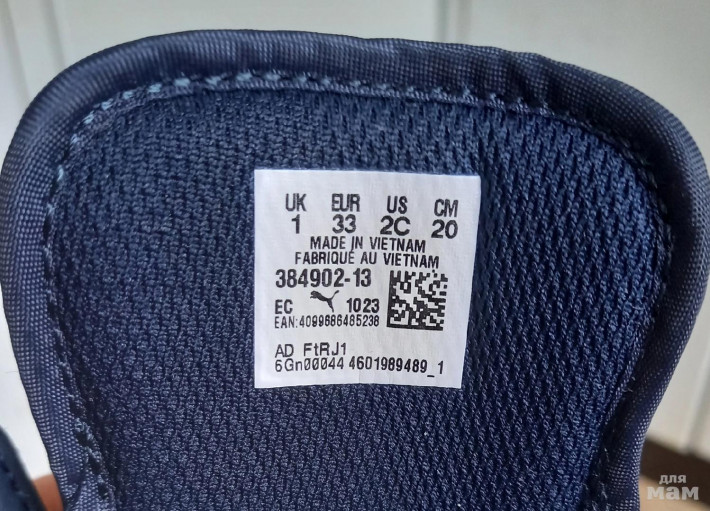 UK EUR US CM
1 33 2C 20
MADE IN VIETNAM
FABRIQUÉ AU VIETNAM
384902-13
EC 1023
EAN:4099686485238
AD FtRJ1
6Gn00044 4601989489_1
для
мам